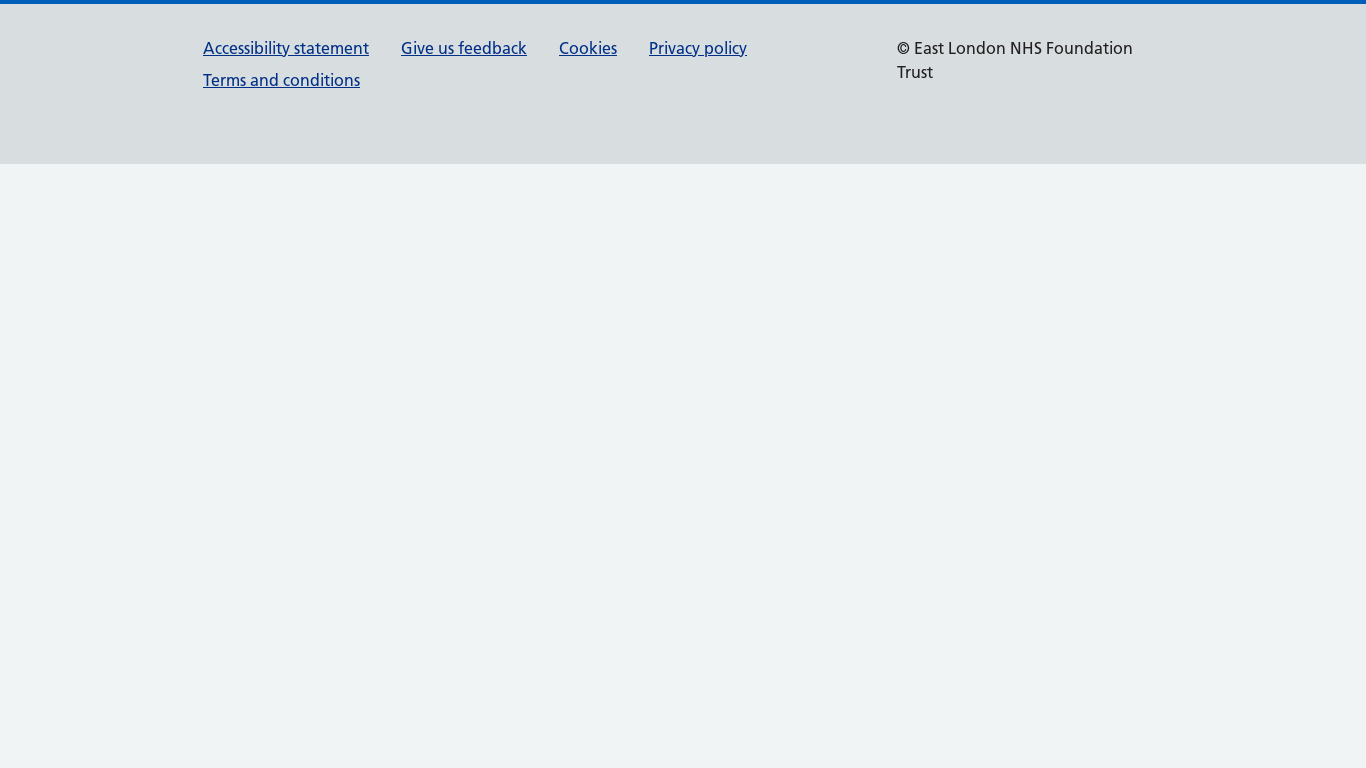 Accessibility statement Give us feedback Cookies Privacy policy
Terms and conditions
© East London NHS Foundation
Trust